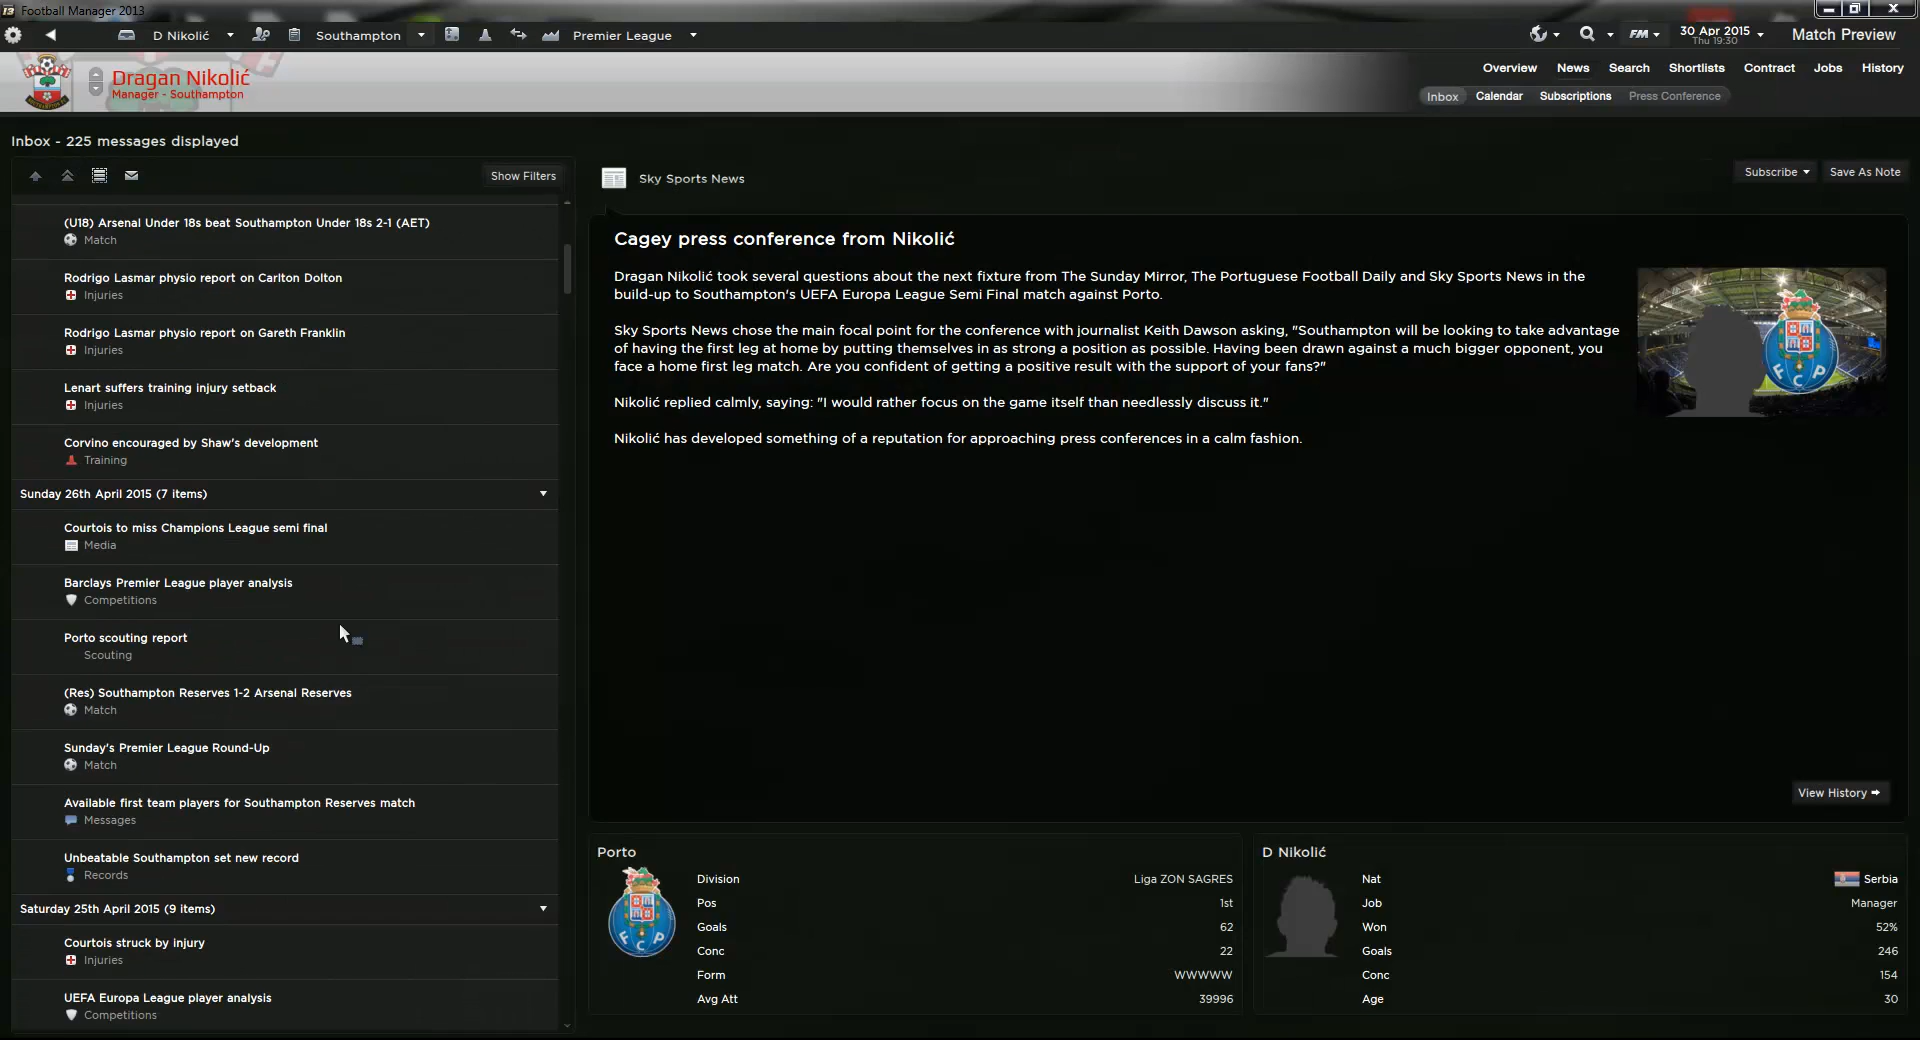 Football Manager 2013
D Nikolić
Southampton
Premier League
FM
30 Apr 2015
Thu 19:30
Match Preview
Dragan Nikolić
Manager - Southampton
Overview News Search Shortlists Contract Jobs History
Inbox Calendar Subscriptions Press Conference
Inbox - 225 messages displayed
Show Filters
(U18) Arsenal Under 18s beat Southampton Under 18s 2-1 (AET)
Match
Rodrigo Lasmar physio report on Carlton Dolton
Injuries
Rodrigo Lasmar physio report on Gareth Franklin
Injuries
Lenart suffers training injury setback
Injuries
Corvino encouraged by Shaw's development
Training
Sunday 26th April 2015 (7 items)
Courtois to miss Champions League semi final
Media
Barclays Premier League player analysis
Competitions
Porto scouting report
Scouting
(Res) Southampton Reserves 1-2 Arsenal Reserves
Match
Sunday's Premier League Round-Up
Match
Available first team players for Southampton Reserves match
Messages
Unbeatable Southampton set new record
Records
Saturday 25th April 2015 (9 items)
Courtois struck by injury
Injuries
UEFA Europa League player analysis
Competitions
Sky Sports News
Subscribe
Save As Note
Cagey press conference from Nikolić
Dragan Nikolić took several questions about the next fixture from The Sunday Mirror, The Portuguese Football Daily and Sky Sports News in the
build-up to Southampton's UEFA Europa League Semi Final match against Porto.
Sky Sports News chose the main focal point for the conference with journalist Keith Dawson asking, "Southampton will be looking to take advantage
of having the first leg at home by putting themselves in as strong a position as possible. Having been drawn against a much bigger opponent, you
face a home first leg match. Are you confident of getting a positive result with the support of your fans?"
Nikolić replied calmly, saying: "I would rather focus on the game itself than needlessly discuss it."
Nikolić has developed something of a reputation for approaching press conferences in a calm fashion.
FCP
View History
Porto
FCP
Division Liga ZON SAGRES
Pos 1st
Goals 62
Conc 22
Form WWWWW
Avg Att 39996
D Nikolić
Nat Serbia
Job Manager
Won 52%
Goals 246
Conc 154
Age 30